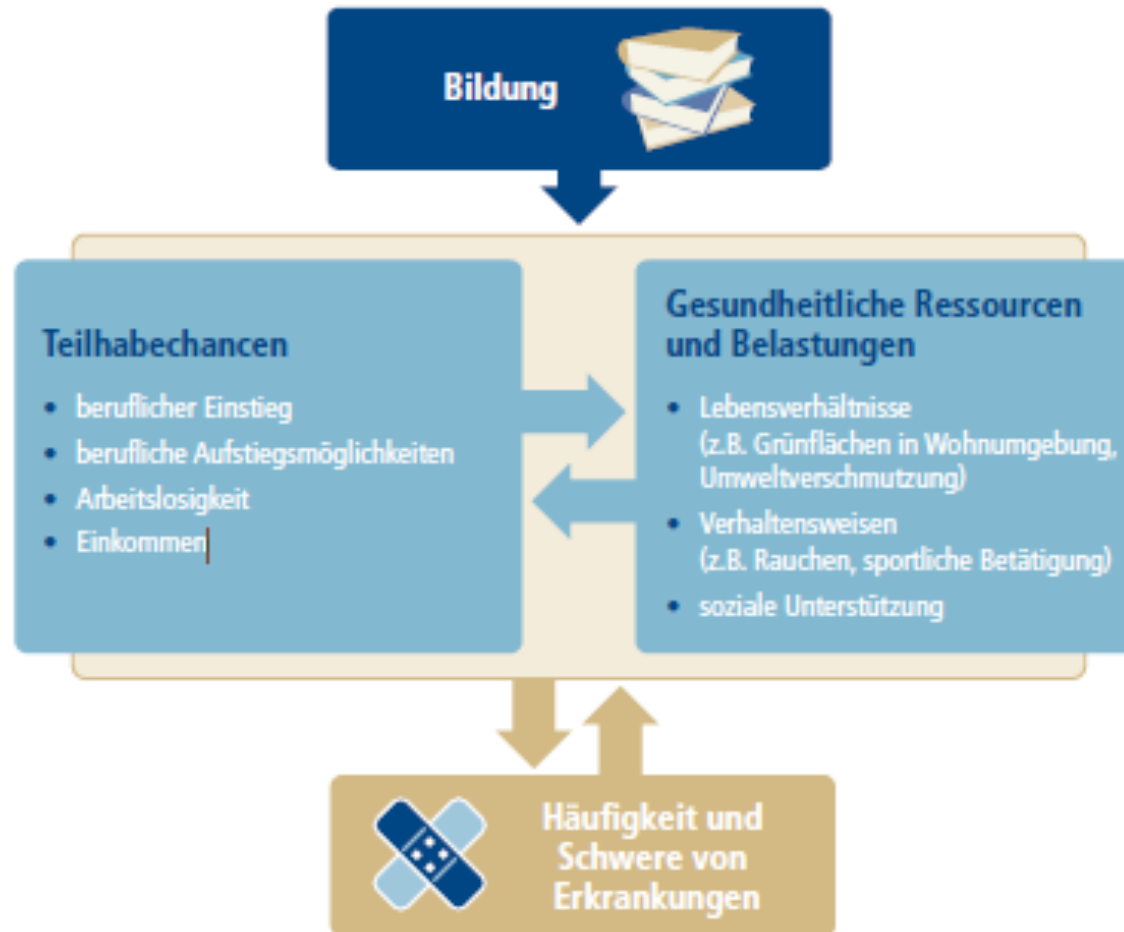 Bildung
Teilhabechancen
• beruflicher Einstieg
• berufliche Aufstiegsmöglichkeiten
• Arbeitslosigkeit
• Einkommen
Gesundheitliche Ressourcen
und Belastungen
• Lebensverhältnisse
(z.B. Grünflächen in Wohnumgebung,
Umweltverschmutzung)
• Verhaltensweisen
(z.B. Rauchen, sportliche Betätigung)
• soziale Unterstützung
Häufigkeit und
Schwere von
Erkrankungen